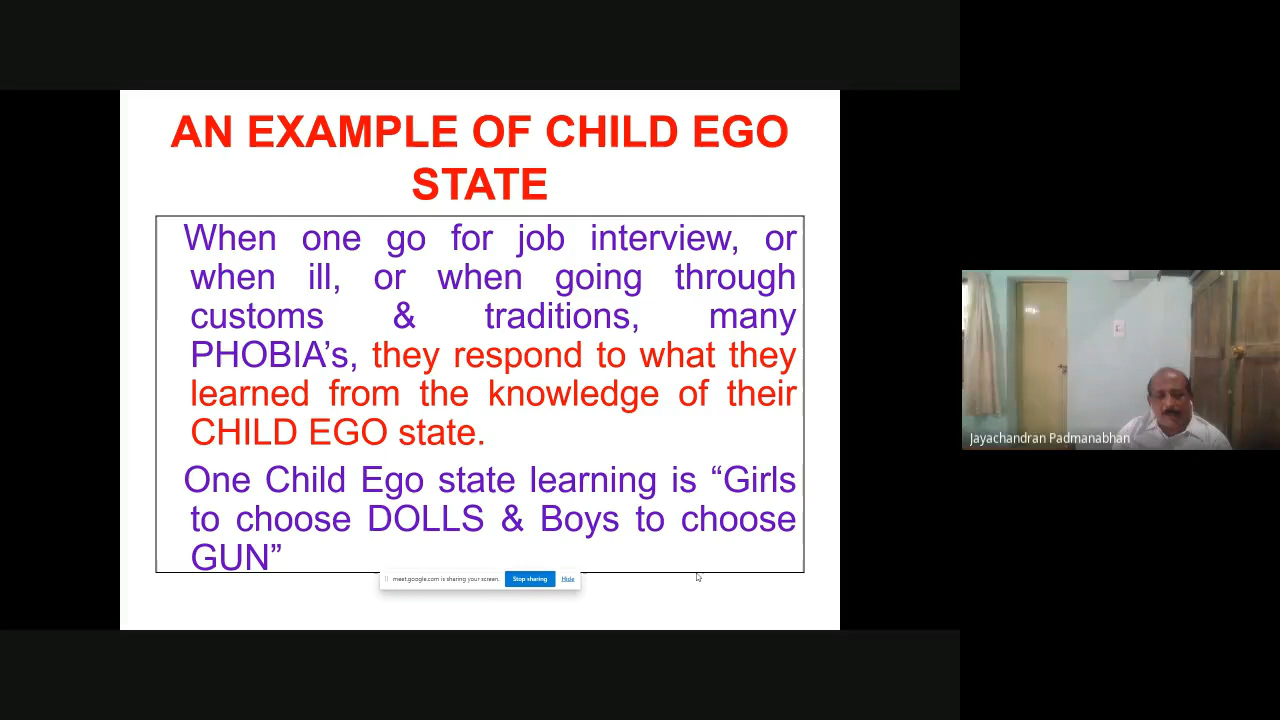 AN EXAMPLE OF CHILD EGO
STATE
When one go for job interview, or
when ill, or when going through
customs & traditions, many
PHOBIA’s, they respond to what they
learned from the knowledge of their
CHILD EGO state.
One Child Ego state learning is “Girls
to choose DOLLS & Boys to choose
GUN”
meet.google.com is sharing your screen. Stop sharing Hide
Jayachandran Padmanabhan